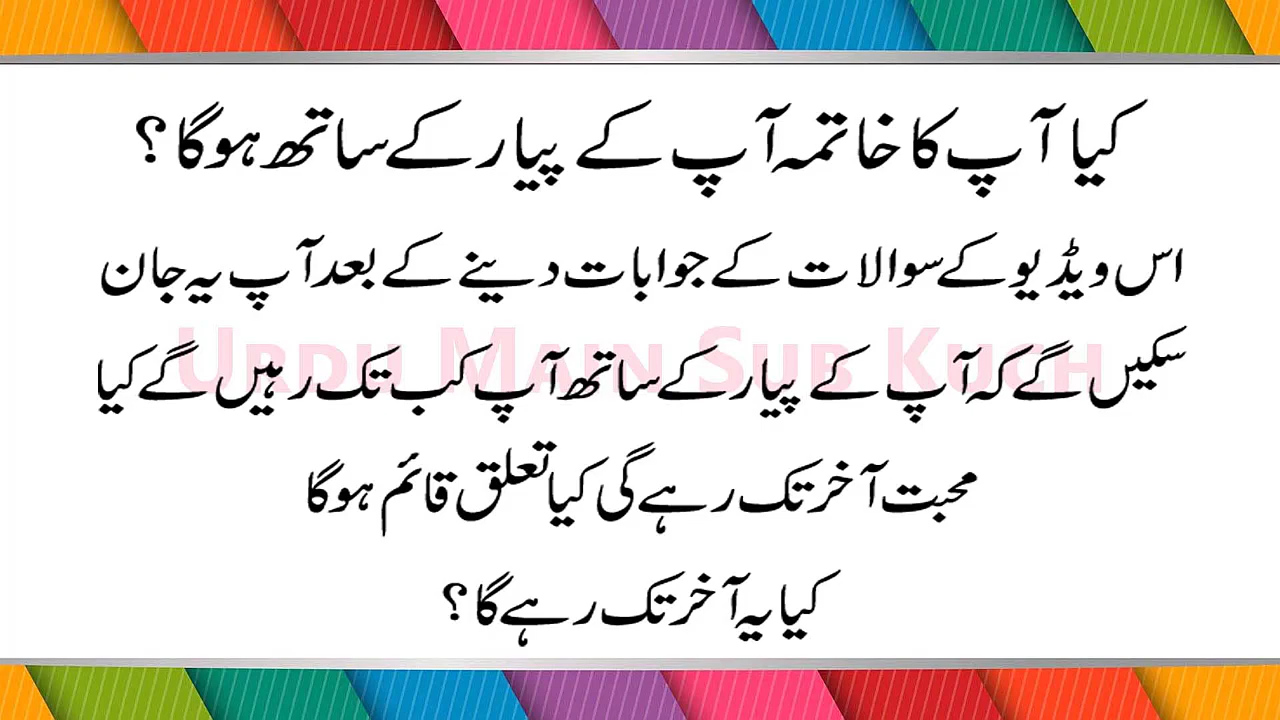 کیا آپ کا خاتمہ آپ کے پیار کے ساتھ ہوگا؟
اس ویڈیو کے سوالات کے جوابات دینے کے بعد آپ یہ جان
سکیں گے کہ آپ کے پیار کے ساتھ آپ کب تک رہیں گے کیا
Urdu Main Sub Kuch
محبت آخر تک رہے گی کیا تعلق قائم ہوگا
کیا یہ آخر تک رہے گا؟